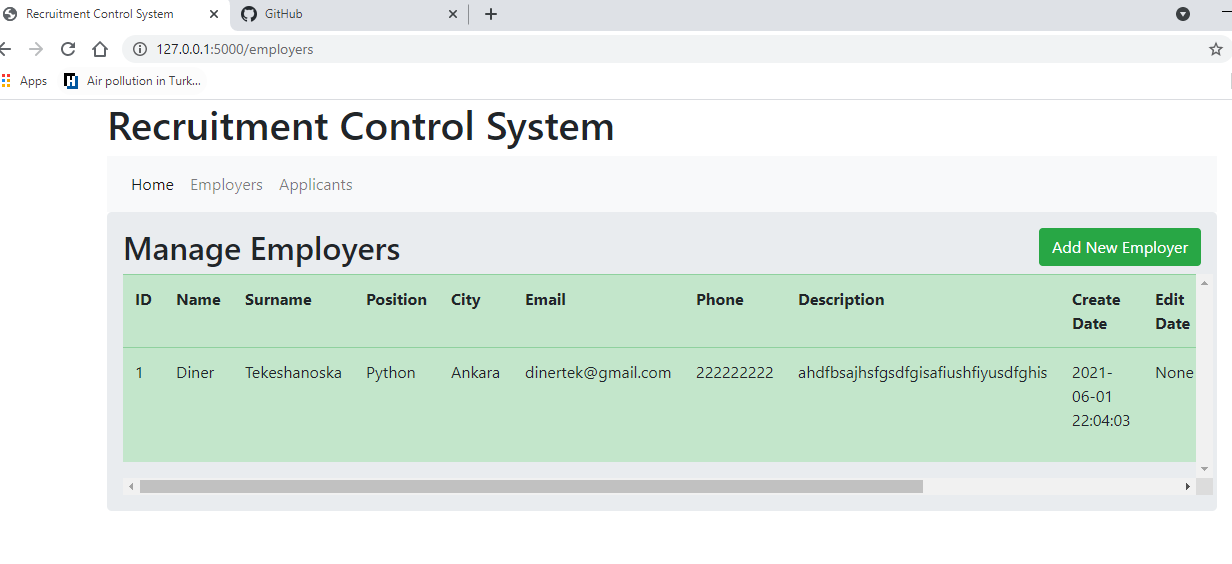 Recruitment Control System
GitHub
127.0.0.1:5000/employers
Apps
Air pollution in Turk...
Recruitment Control System
Home Employers Applicants
Manage Employers
Add New Employer
ID Name Surname Position City Email Phone Description Create Date Edit Date
1 Diner Tekeshanoska Python Ankara dinertek@gmail.com 222222222 ahdfbsajhsfgsdfgisafiushfiyusdfghis 2021-06-01 22:04:03 None